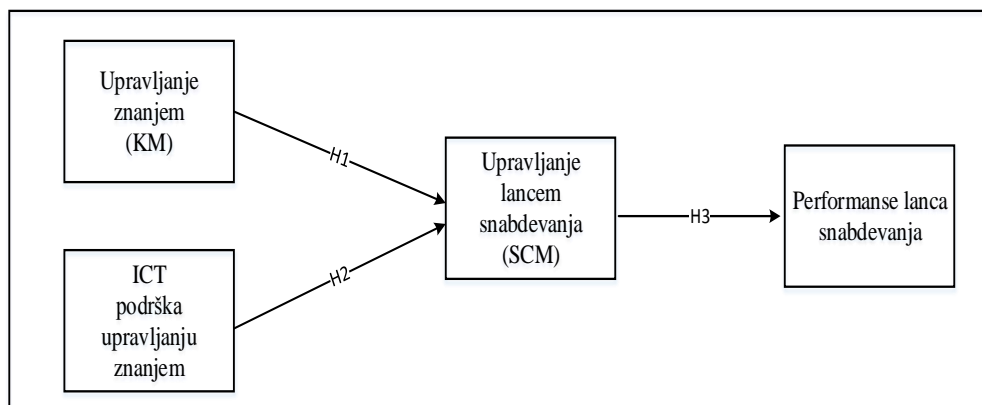 Upravljanje
znanjem
(KM)
H1
ICT
podrška
upravljanju
znanjem
H2
Upravljanje
lancem
snabdevanja
(SCM)
H3
Performanse lanca
snabdevanja